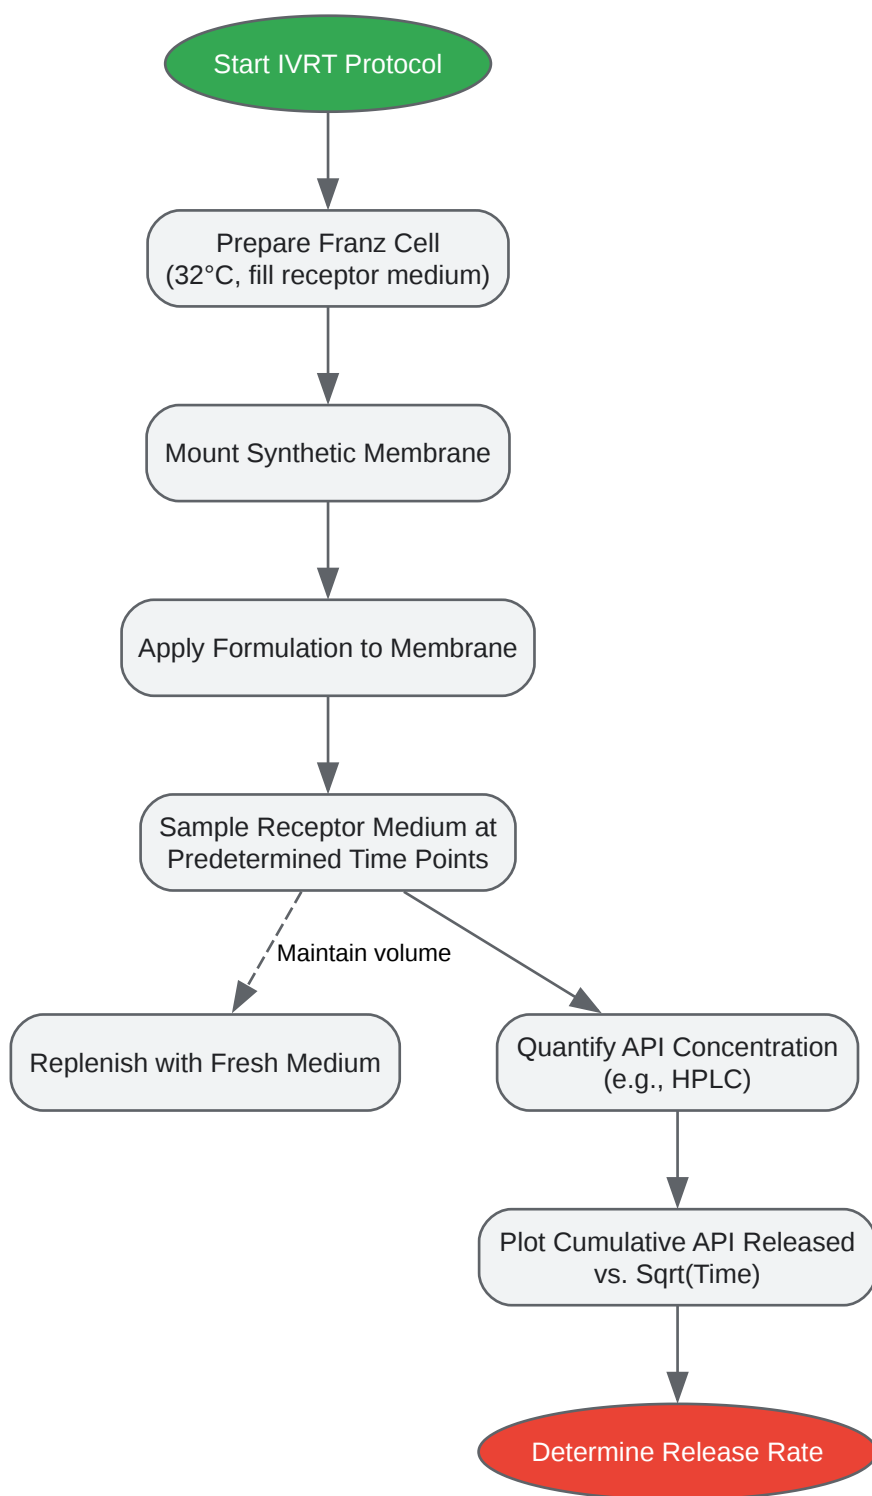 Start IVRT Protocol
Prepare Franz Cell
(32°C, fill receptor medium)
Mount Synthetic Membrane
Apply Formulation to Membrane
Sample Receptor Medium at
Predetermined Time Points
Maintain volume
Replenish with Fresh Medium
Quantify API Concentration
(e.g., HPLC)
Plot Cumulative API Released
vs. Sqrt(Time)
Determine Release Rate